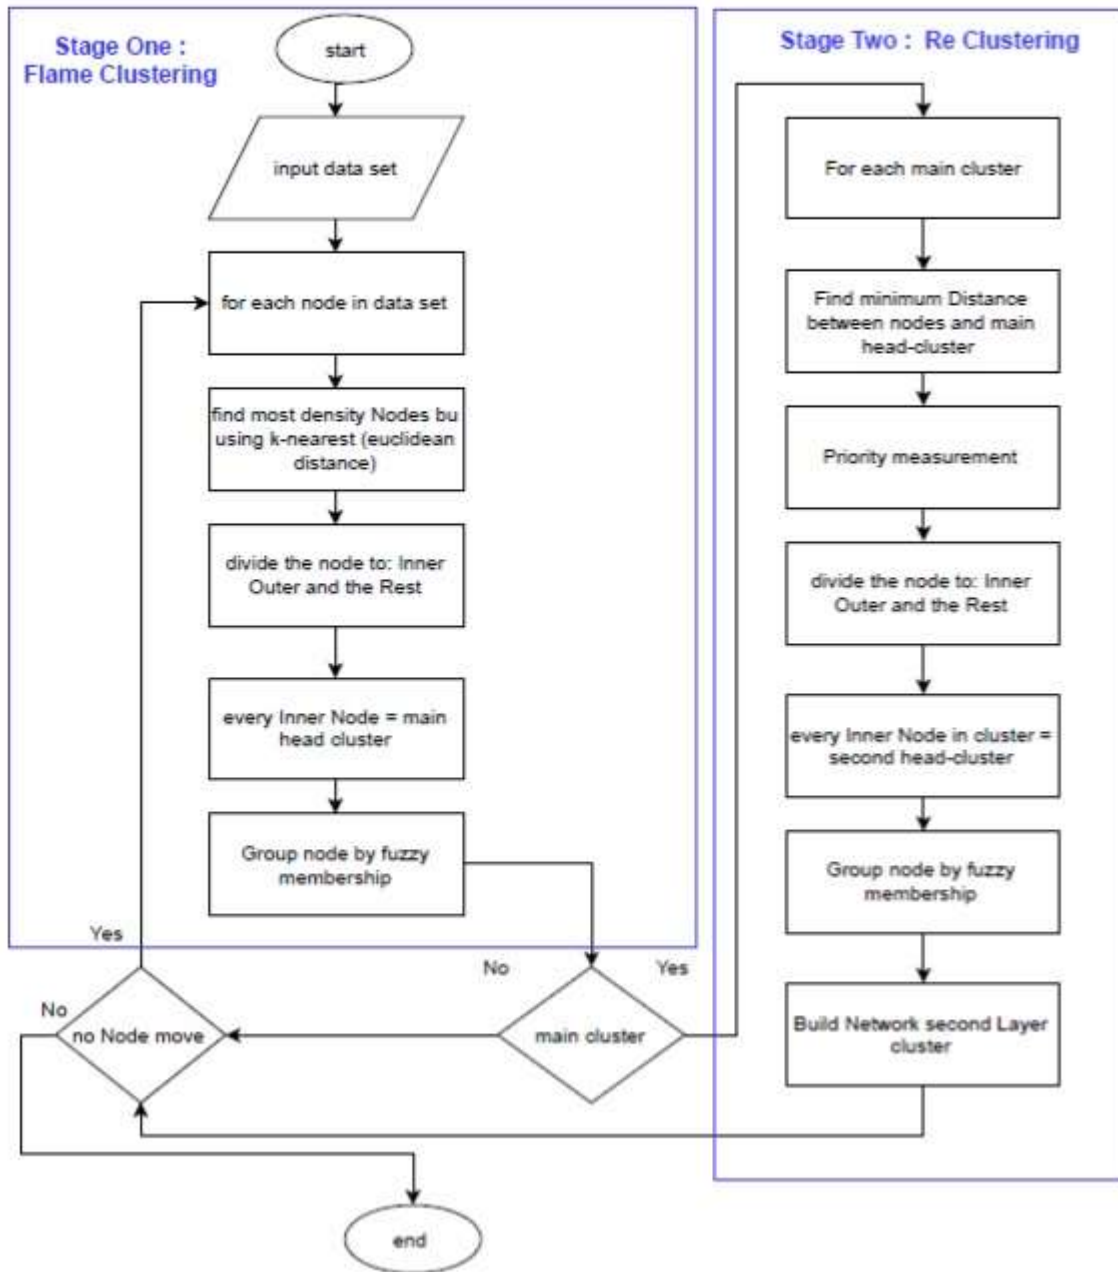 Stage One :
Flame Clustering
start
input data set
for each node in data set
find most density Nodes bu
using k-nearest (euclidean
distance)
divide the node to: Inner
Outer and the Rest
every Inner Node = main
head cluster
Group node by fuzzy
membership
Yes
No
no Node move
No
Yes
main cluster
end
Stage Two : Re Clustering
For each main cluster
Find minimum Distance
between nodes and main
head-cluster
Priority measurement
divide the node to: Inner
Outer and the Rest
every Inner Node in cluster =
second head-cluster
Group node by fuzzy
membership
Build Network second Layer
cluster